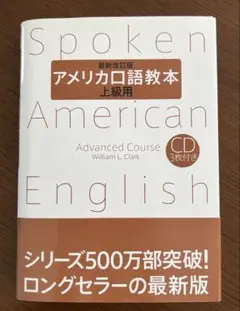 Spoken
最新改訂版
アメリカ口語教本
上級用
American
Advanced Course
William L. Clark
CD
3枚付き
English
シリーズ500万部突破!
ロングセラーの最新版